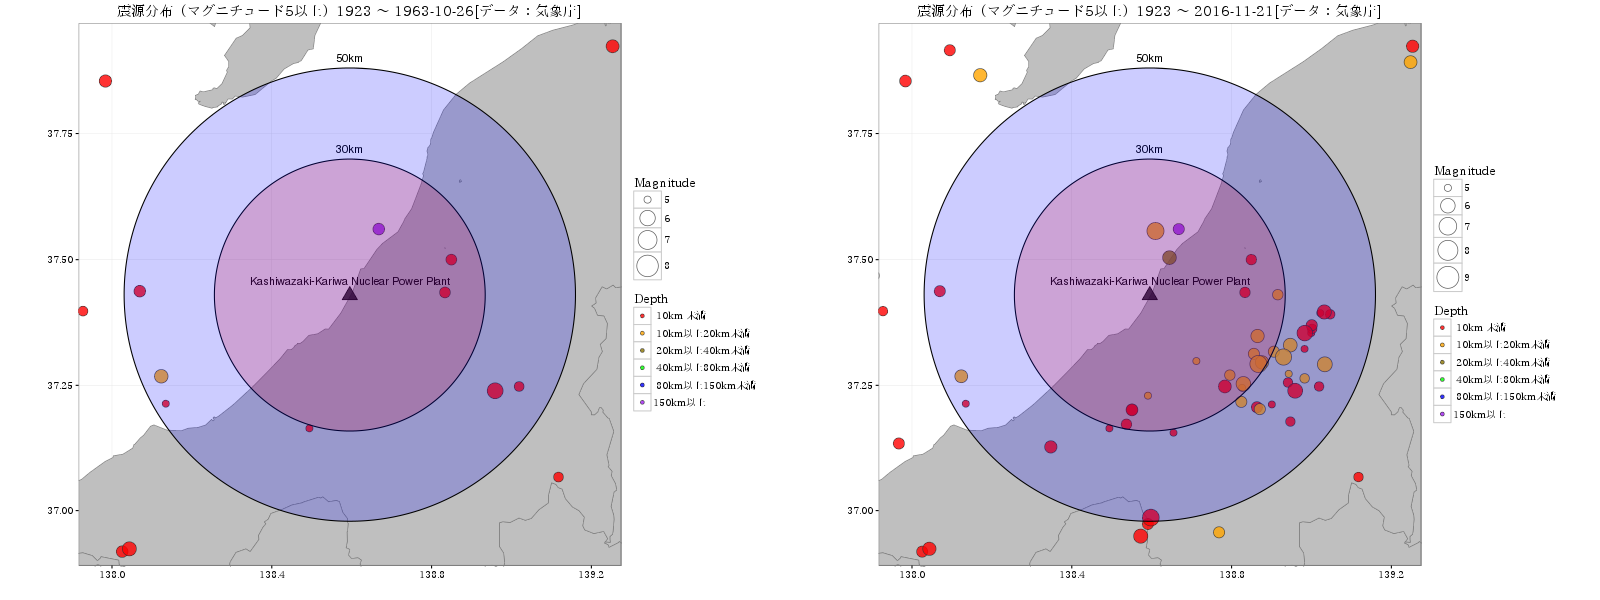 震源分布（マグニチュード5以上）1923 〜 1963-10-26[データ：気象庁]
50km
30km
Kashiwazaki-Kariwa Nuclear Power Plant
37.75
37.50
37.25
37.00
138.0
138.4
138.8
139.2
Magnitude
5
6
7
8
Depth
10km 未満
10km以上20km未満
20km以上40km未満
40km以上80km未満
80km以上150km未満
150km以上
震源分布（マグニチュード5以上）1923 〜 2016-11-21[データ：気象庁]
50km
30km
Kashiwazaki-Kariwa Nuclear Power Plant
37.75
37.50
37.25
37.00
138.0
138.4
138.8
139.2
Magnitude
5
6
7
8
9
Depth
10km 未満
10km以上20km未満
20km以上40km未満
40km以上80km未満
80km以上150km未満
150km以上